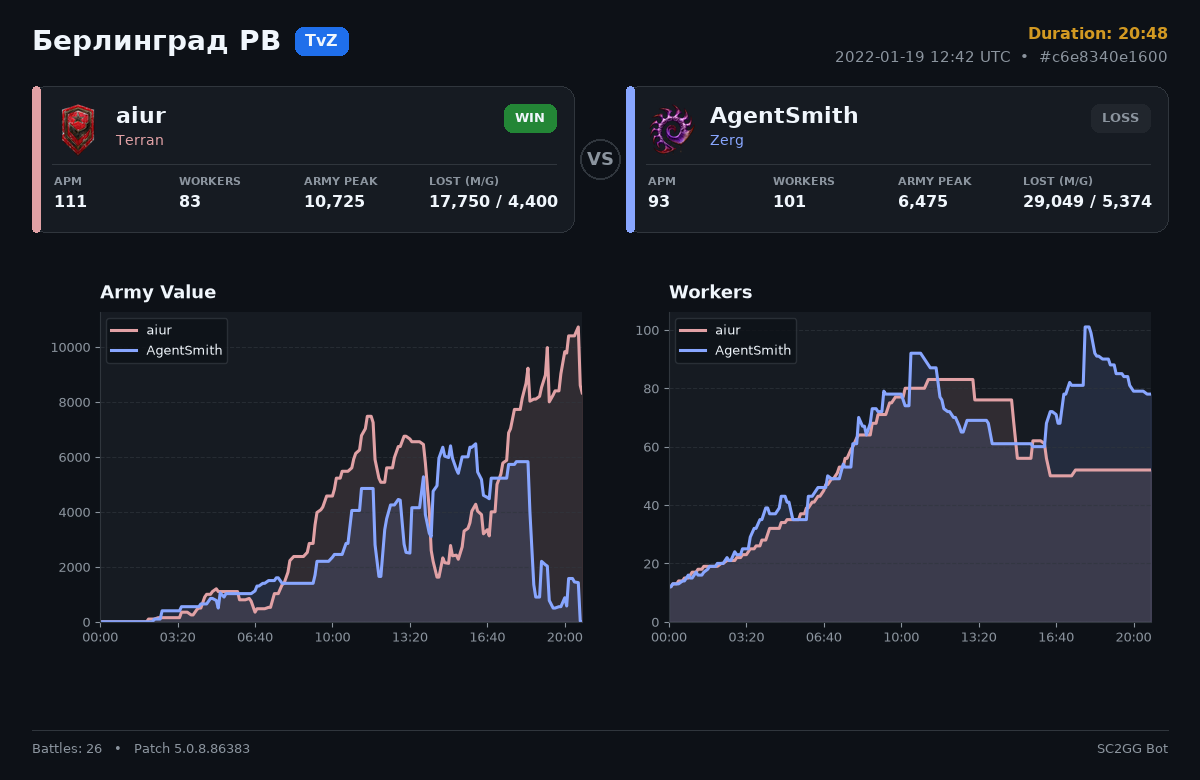 Берлинград РВ TvZ
Duration: 20:48
2022-01-19 12:42 UTC • #c6e8340e1600
aiur
Terran
WIN
APM WORKERS ARMY PEAK LOST (M/G)
111 83 10,725 17,750 / 4,400
VS
AgentSmith
Zerg
LOSS
APM WORKERS ARMY PEAK LOST (M/G)
93 101 6,475 29,049 / 5,374
Army Value
aiur
AgentSmith
10000
8000
6000
4000
2000
0
00:00 03:20 06:40 10:00 13:20 16:40 20:00
Workers
aiur
AgentSmith
100
80
60
40
20
0
00:00 03:20 06:40 10:00 13:20 16:40 20:00
Battles: 26 • Patch 5.0.8.86383
SC2GG Bot